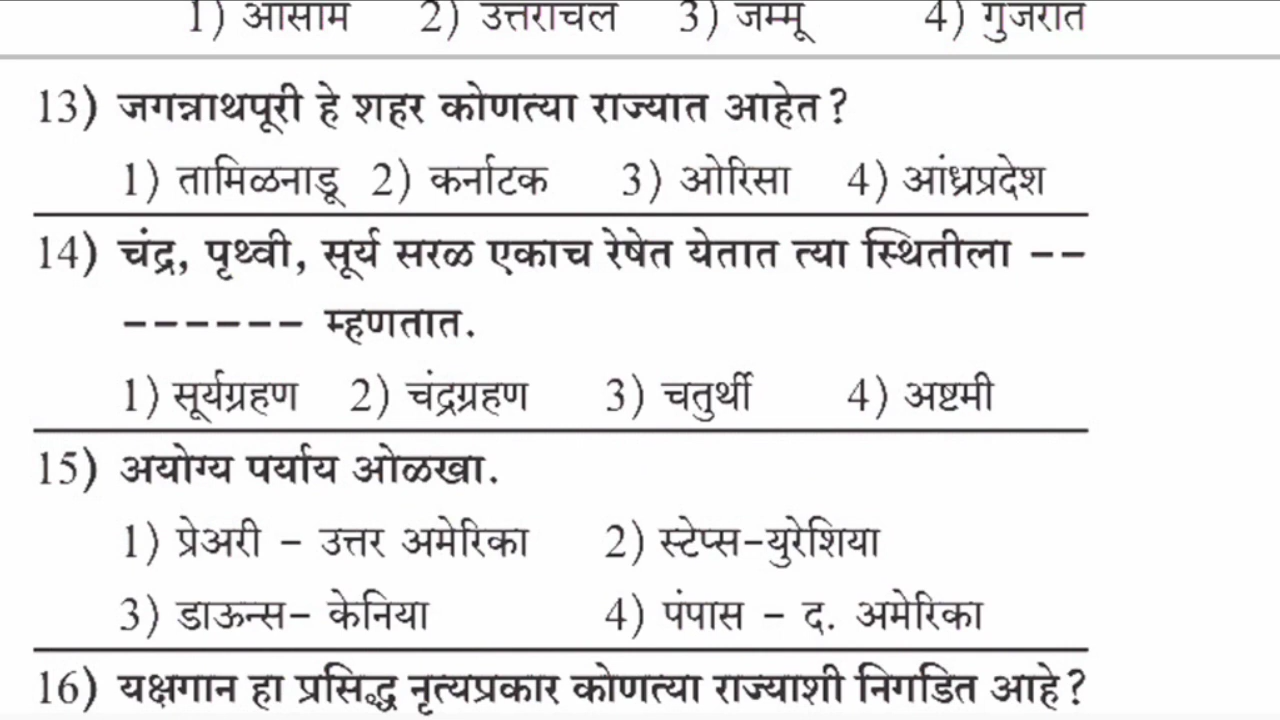 1) आसाम 2) उत्तराचल 3) जम्मू 4) गुजरात
13) जगन्नाथपूरी हे शहर कोणत्या राज्यात आहेत?
1) तामिळनाडू 2) कर्नाटक 3) ओरिसा 4) आंध्रप्रदेश
14) चंद्र, पृथ्वी, सूर्य सरळ एकाच रेषेत येतात त्या स्थितीला --
------ म्हणतात.
1) सूर्यग्रहण 2) चंद्रग्रहण 3) चतुर्थी 4) अष्टमी
15) अयोग्य पर्याय ओळखा.
1) प्रेअरी - उत्तर अमेरिका 2) स्टेप्स-युरेशिया
3) डाऊन्स- केनिया 4) पंपास - द. अमेरिका
16) यक्षगान हा प्रसिद्ध नृत्यप्रकार कोणत्या राज्याशी निगडित आहे?